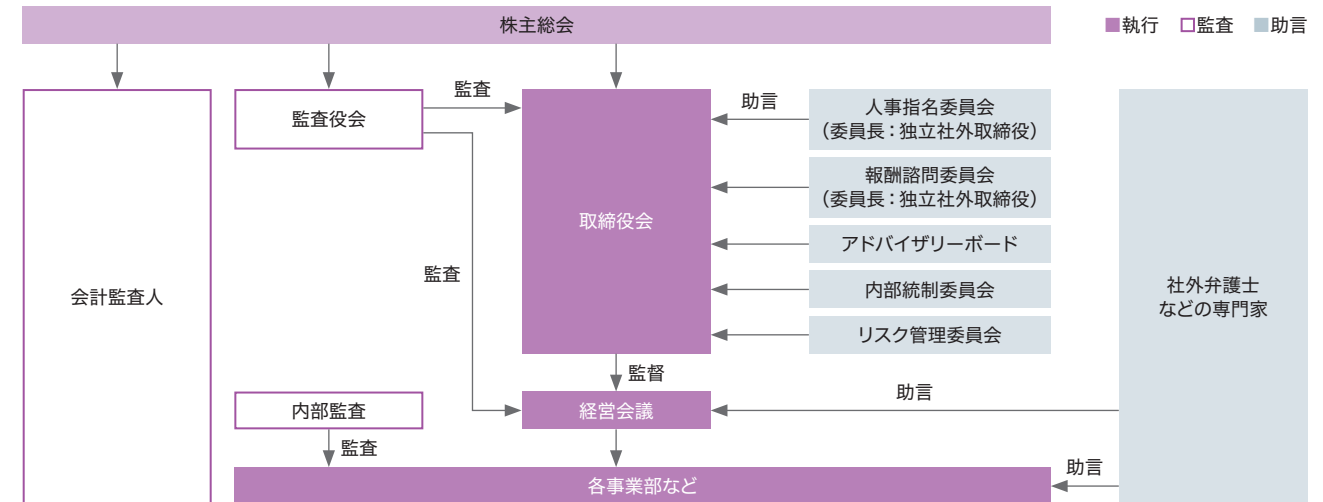 株主総会
■執行 □監査 ■助言
監査役会
監査
助言
人事指名委員会
（委員長：独立社外取締役）
報酬諮問委員会
（委員長：独立社外取締役）
取締役会
アドバイザリーボード
監査
会計監査人
内部統制委員会
社外弁護士
などの専門家
リスク管理委員会
監督
助言
内部監査
経営会議
監査
助言
各事業部など